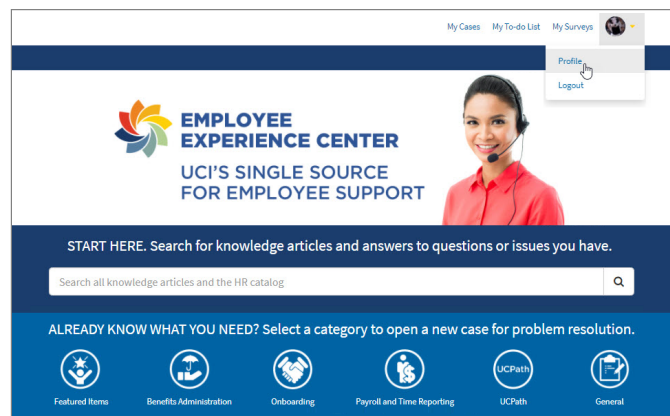 My Cases My To-do List My Surveys
Profile
Logout
EMPLOYEE
EXPERIENCE CENTER
UCI'S SINGLE SOURCE
FOR EMPLOYEE SUPPORT
START HERE. Search for knowledge articles and answers to questions or issues you have.
Search all knowledge articles and the HR catalog
ALREADY KNOW WHAT YOU NEED? Select a category to open a new case for problem resolution.
UCPath
Featured Items Benefits Administration Onboarding Payroll and Time Reporting UCPath General